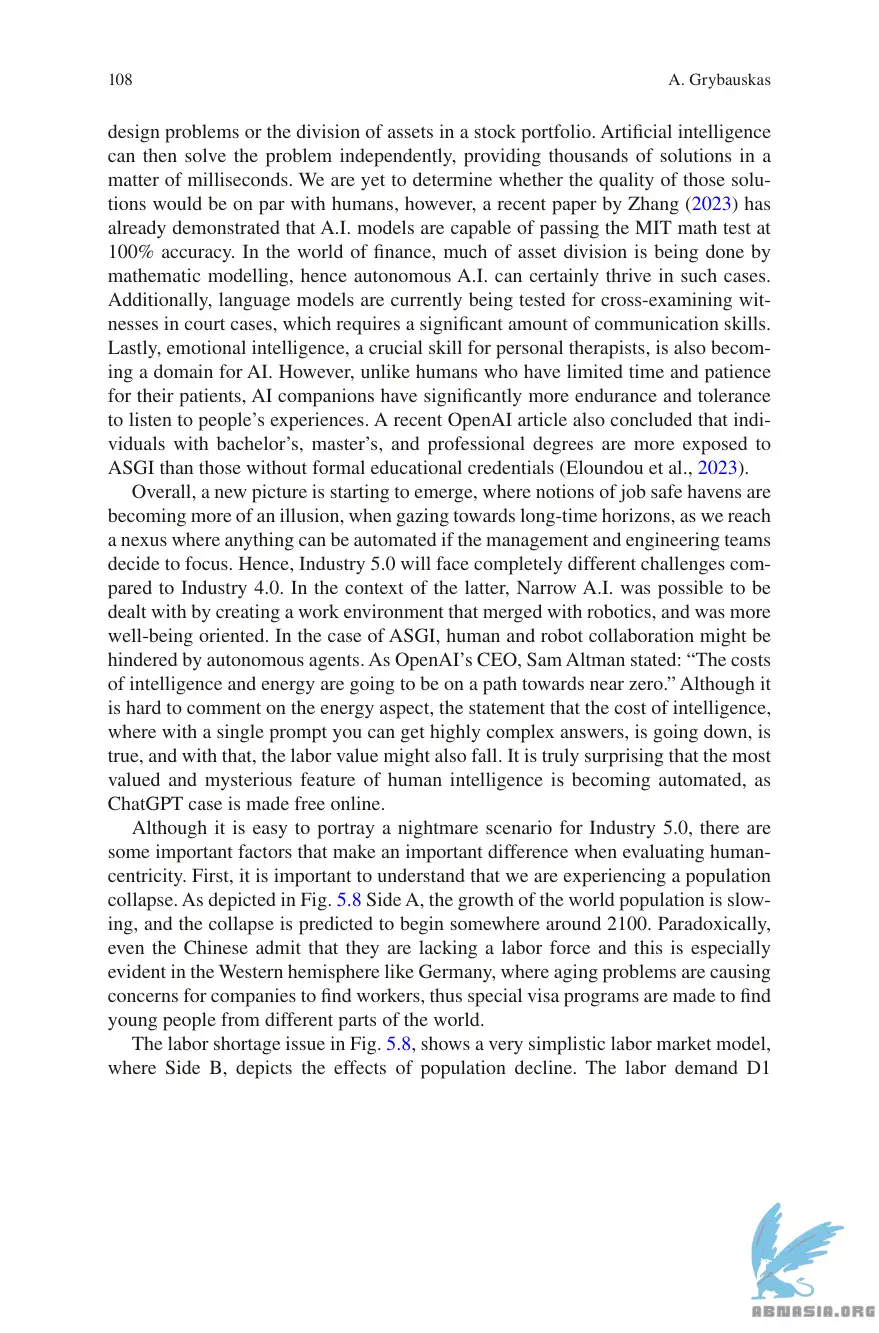 108
A. Grybauskas
design problems or the division of assets in a stock portfolio. Artificial intelligence
can then solve the problem independently, providing thousands of solutions in a
matter of milliseconds. We are yet to determine whether the quality of those solu-
tions would be on par with humans, however, a recent paper by Zhang (2023) has
already demonstrated that A.I. models are capable of passing the MIT math test at
100% accuracy. In the world of finance, much of asset division is being done by
mathematic modelling, hence autonomous A.I. can certainly thrive in such cases.
Additionally, language models are currently being tested for cross-examining wit-
nesses in court cases, which requires a significant amount of communication skills.
Lastly, emotional intelligence, a crucial skill for personal therapists, is also becom-
ing a domain for AI. However, unlike humans who have limited time and patience
for their patients, AI companions have significantly more endurance and tolerance
to listen to people’s experiences. A recent OpenAI article also concluded that indi-
viduals with bachelor’s, master’s, and professional degrees are more exposed to
ASGI than those without formal educational credentials (Eloundou et al., 2023).
Overall, a new picture is starting to emerge, where notions of job safe havens are
becoming more of an illusion, when gazing towards long-time horizons, as we reach
a nexus where anything can be automated if the management and engineering teams
decide to focus. Hence, Industry 5.0 will face completely different challenges com-
pared to Industry 4.0. In the context of the latter, Narrow A.I. was possible to be
dealt with by creating a work environment that merged with robotics, and was more
well-being oriented. In the case of ASGI, human and robot collaboration might be
hindered by autonomous agents. As OpenAI’s CEO, Sam Altman stated: “The costs
of intelligence and energy are going to be on a path towards near zero.” Although it
is hard to comment on the energy aspect, the statement that the cost of intelligence,
where with a single prompt you can get highly complex answers, is going down, is
true, and with that, the labor value might also fall. It is truly surprising that the most
valued and mysterious feature of human intelligence is becoming automated, as
ChatGPT case is made free online.
Although it is easy to portray a nightmare scenario for Industry 5.0, there are
some important factors that make an important difference when evaluating human-
centricity. First, it is important to understand that we are experiencing a population
collapse. As depicted in Fig. 5.8 Side A, the growth of the world population is slow-
ing, and the collapse is predicted to begin somewhere around 2100. Paradoxically,
even the Chinese admit that they are lacking a labor force and this is especially
evident in the Western hemisphere like Germany, where aging problems are causing
concerns for companies to find workers, thus special visa programs are made to find
young people from different parts of the world.
The labor shortage issue in Fig. 5.8, shows a very simplistic labor market model,
where Side B, depicts the effects of population decline. The labor demand D1
ABNASIA.ORG